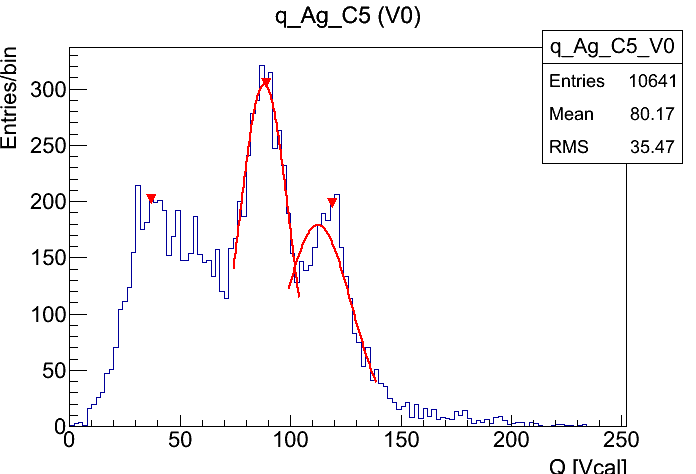 q_Ag_C5 (V0)
q_Ag_C5_V0
Entries 10641
Mean 80.17
RMS 35.47
Entries/bin
300
250
200
150
100
50
0
0 50 100 150 200 250
Q [Vcal]